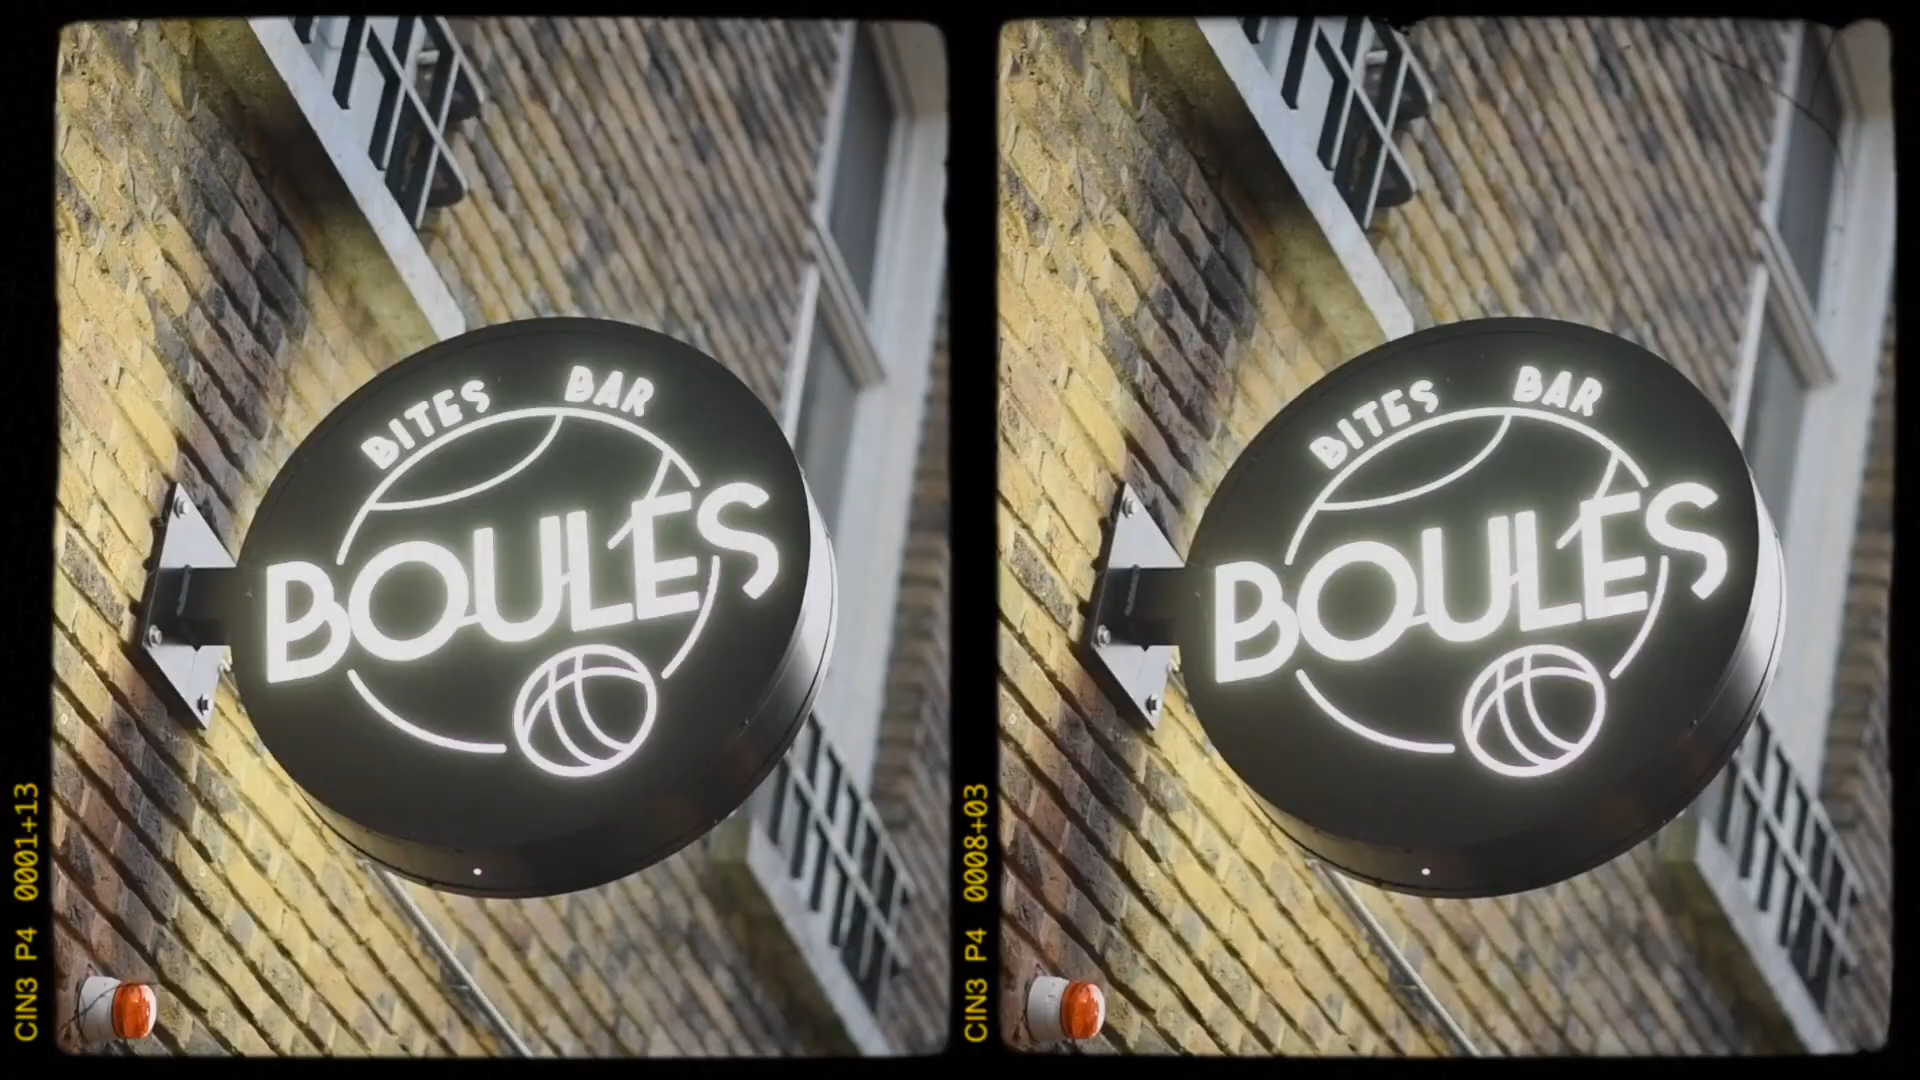 BITES BAR
BOULES
CIN3 P4 0001+13
BITES BAR
BOULES
CIN3 P4 0008+03